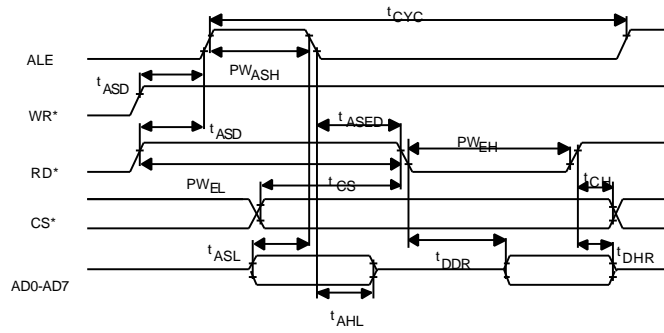 tCYC
ALE
PWASH
tASD
WR*
tASED
tASD
PWEH
RD*
tCH
PWEL
tCS
CS*
tASL
tDDR
tDHR
AD0-AD7
tAHL